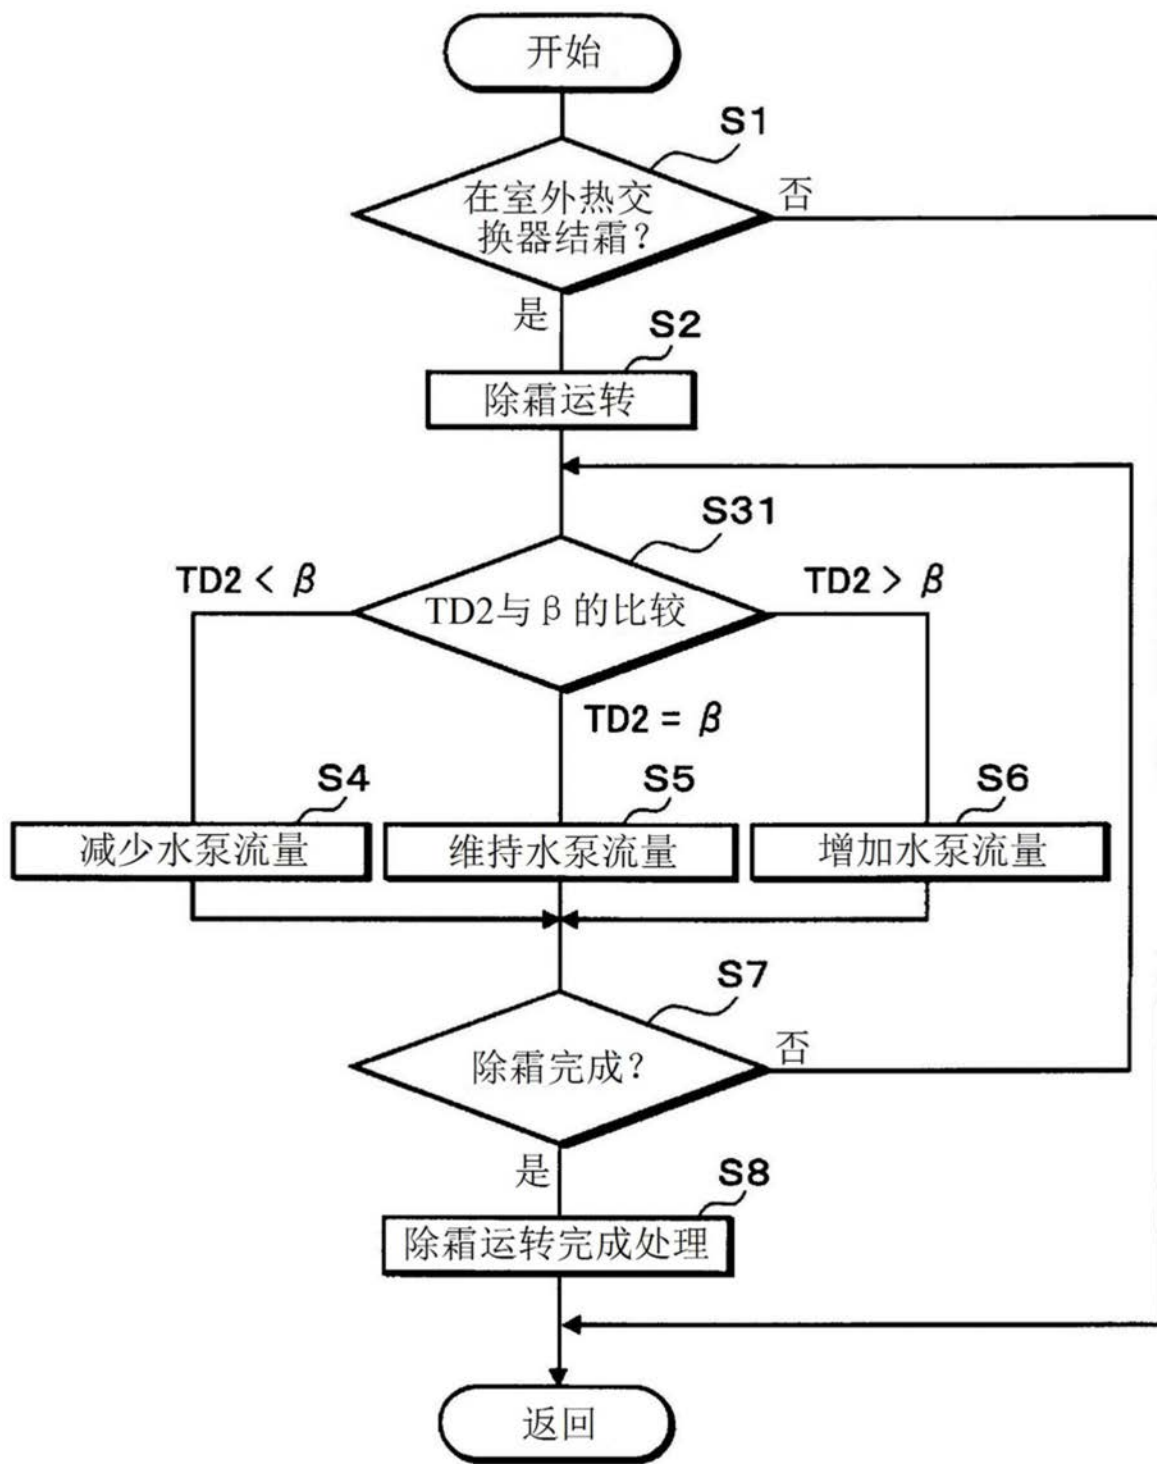 开始
S1
在室外热交
换器结霜？
否
是
S2
除霜运转
S31
TD2 < β
TD2与β的比较
TD2 > β
TD2 = β
S4
减少水泵流量
S5
维持水泵流量
S6
增加水泵流量
S7
除霜完成？
否
是
S8
除霜运转完成处理
返回